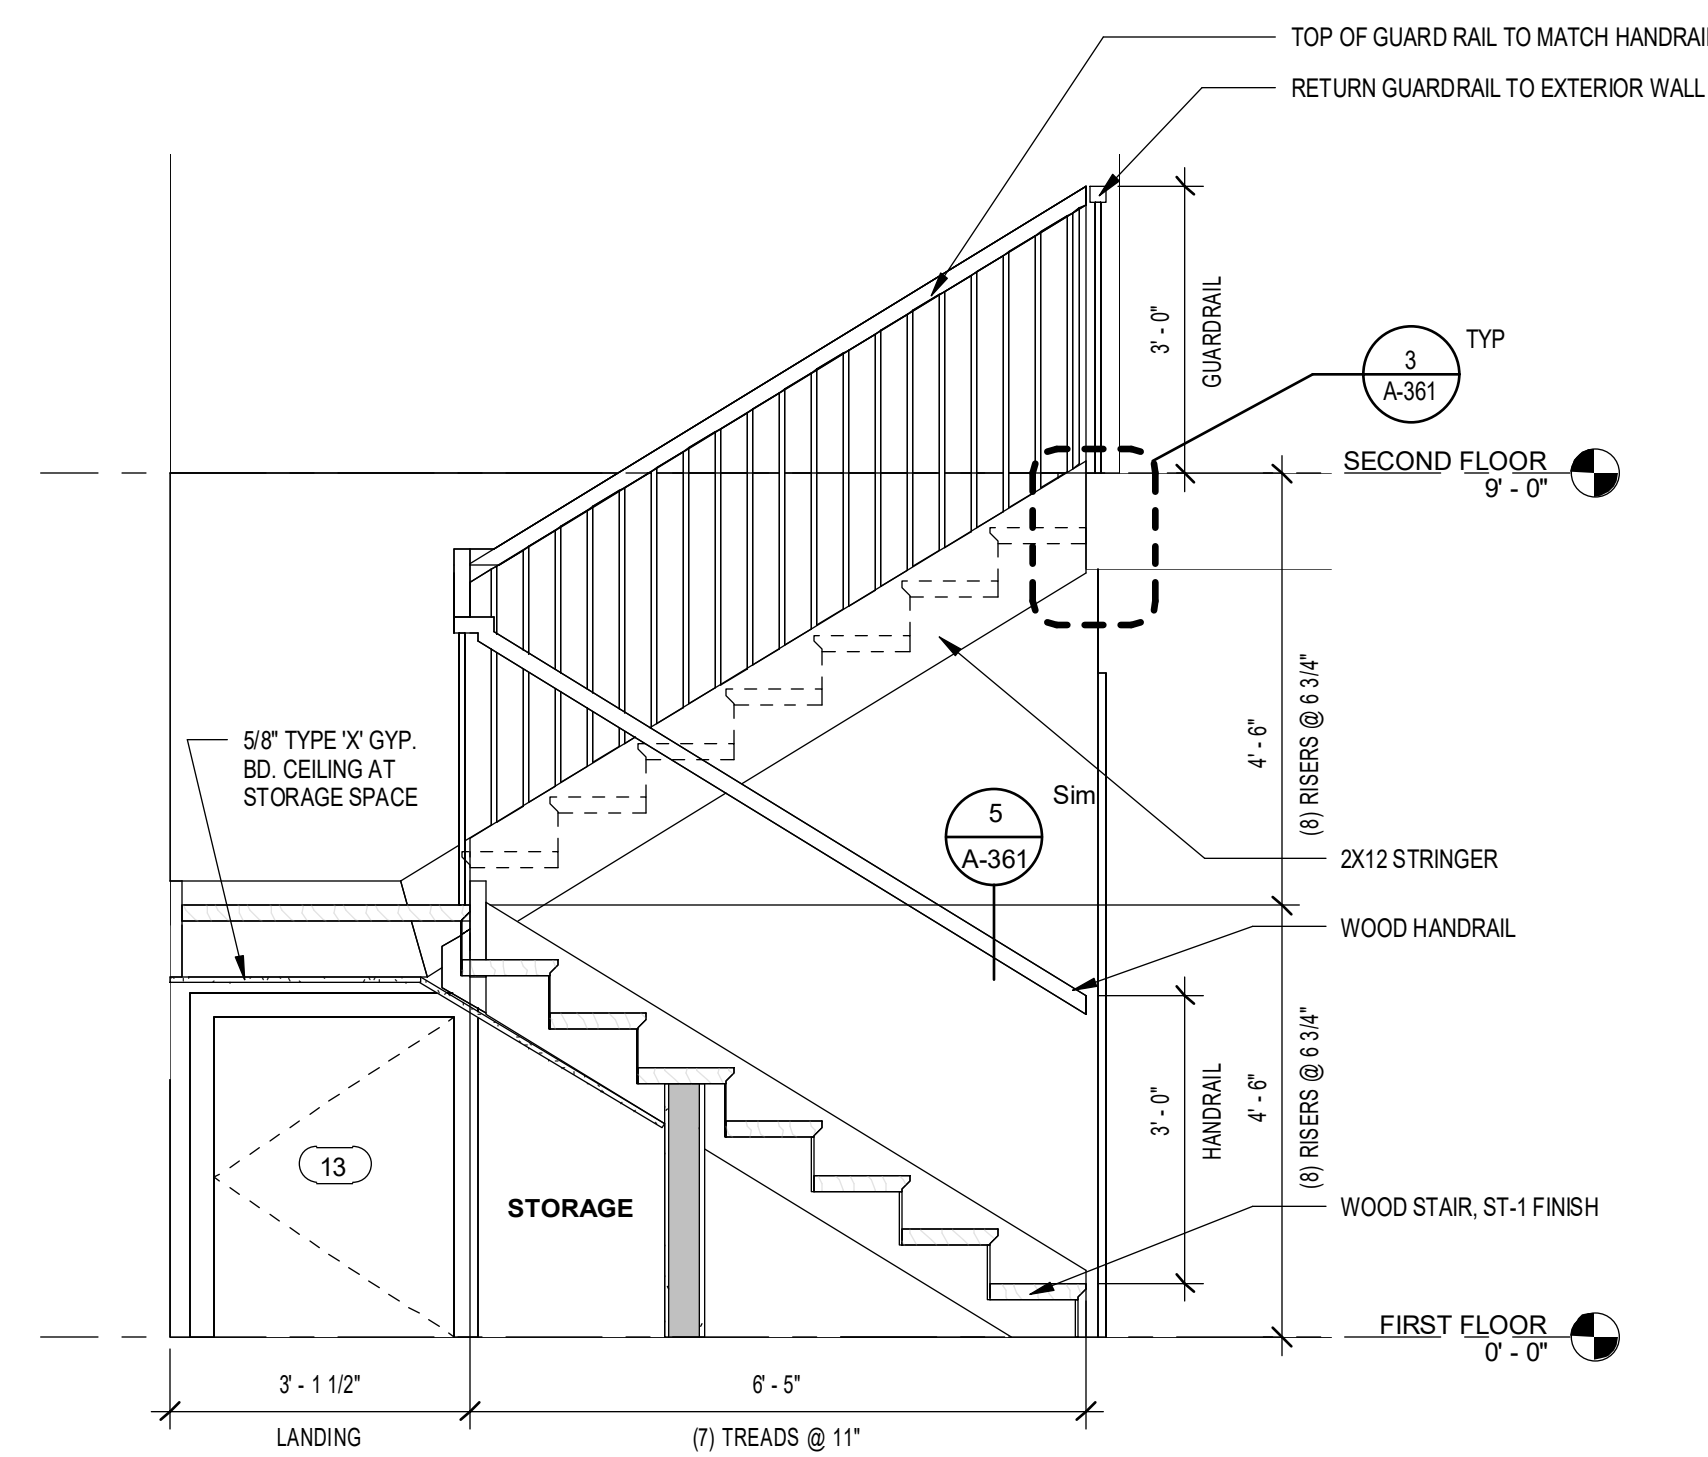 TOP OF GUARD RAIL TO MATCH HANDRAIL
RETURN GUARDRAIL TO EXTERIOR WALL
3' - 0"
GUARDRAIL
3
A-361
TYP
SECOND FLOOR
9' - 0"
5/8" TYPE 'X' GYP.
BD. CEILING AT
STORAGE SPACE
5
A-361
Sim
4' - 6"
(8) RISERS @ 6 3/4"
2X12 STRINGER
WOOD HANDRAIL
3' - 0"
HANDRAIL
4' - 6"
(8) RISERS @ 6 3/4"
13
STORAGE
WOOD STAIR, ST-1 FINISH
FIRST FLOOR
0' - 0"
3' - 1 1/2"
LANDING
6' - 5"
(7) TREADS @ 11"